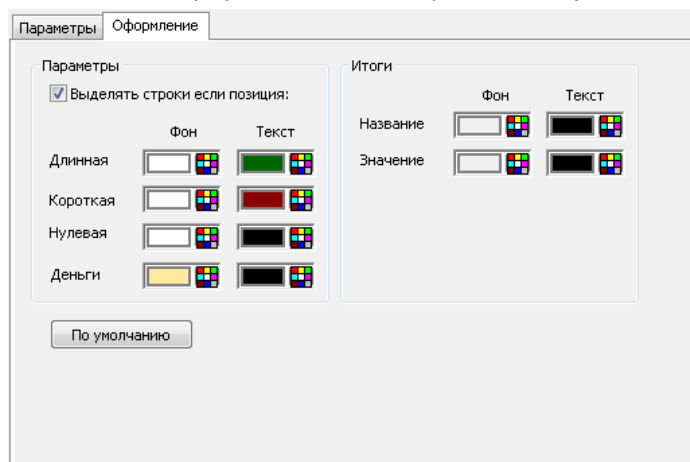 Параметры Оформление
Параметры
Выделять строки если позиция:
Фон Текст
Длинная
Короткая
Нулевая
Деньги
Итоги
Фон Текст
Название
Значение
По умолчанию